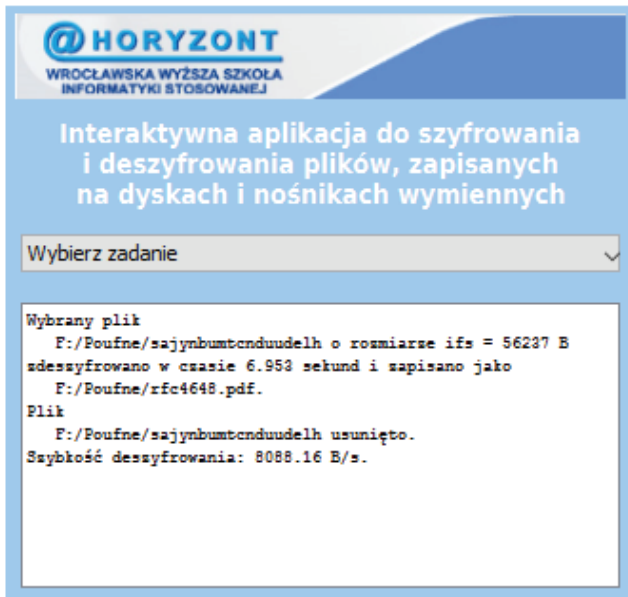 @HORYZONT
WROCŁAWSKA WYŻSZA SZKOŁA
INFORMATYKI STOSOWANEJ
Interaktywna aplikacja do szyfrowania
i deszyfrowania plików, zapisanych
na dyskach i nośnikach wymiennych
Wybierz zadanie
Wybrany plik
F:/Poufne/sajynbumtcnduudelh o rozmiarze ifs = 56237 B
zdeszyfrowano w czasie 6.953 sekund i zapisano jako
F:/Poufne/rfc4648.pdf.
Plik
F:/Poufne/sajynbumtcnduudelh usunięto.
Szybkość deszyfrowania: 8088.16 B/s.